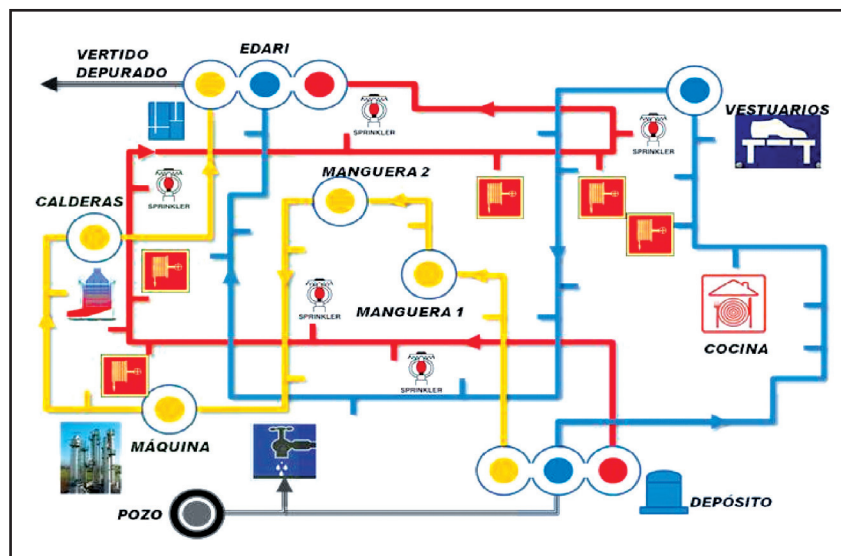 VERTIDO
DEPURADO
EDARI
VESTUARIOS
SPRINKLER
SPRINKLER
SPRINKLER
CALDERAS
MANGUERA 2
MANGUERA 1
SPRINKLER
COCINA
SPRINKLER
MÁQUINA
POZO
DEPÓSITO